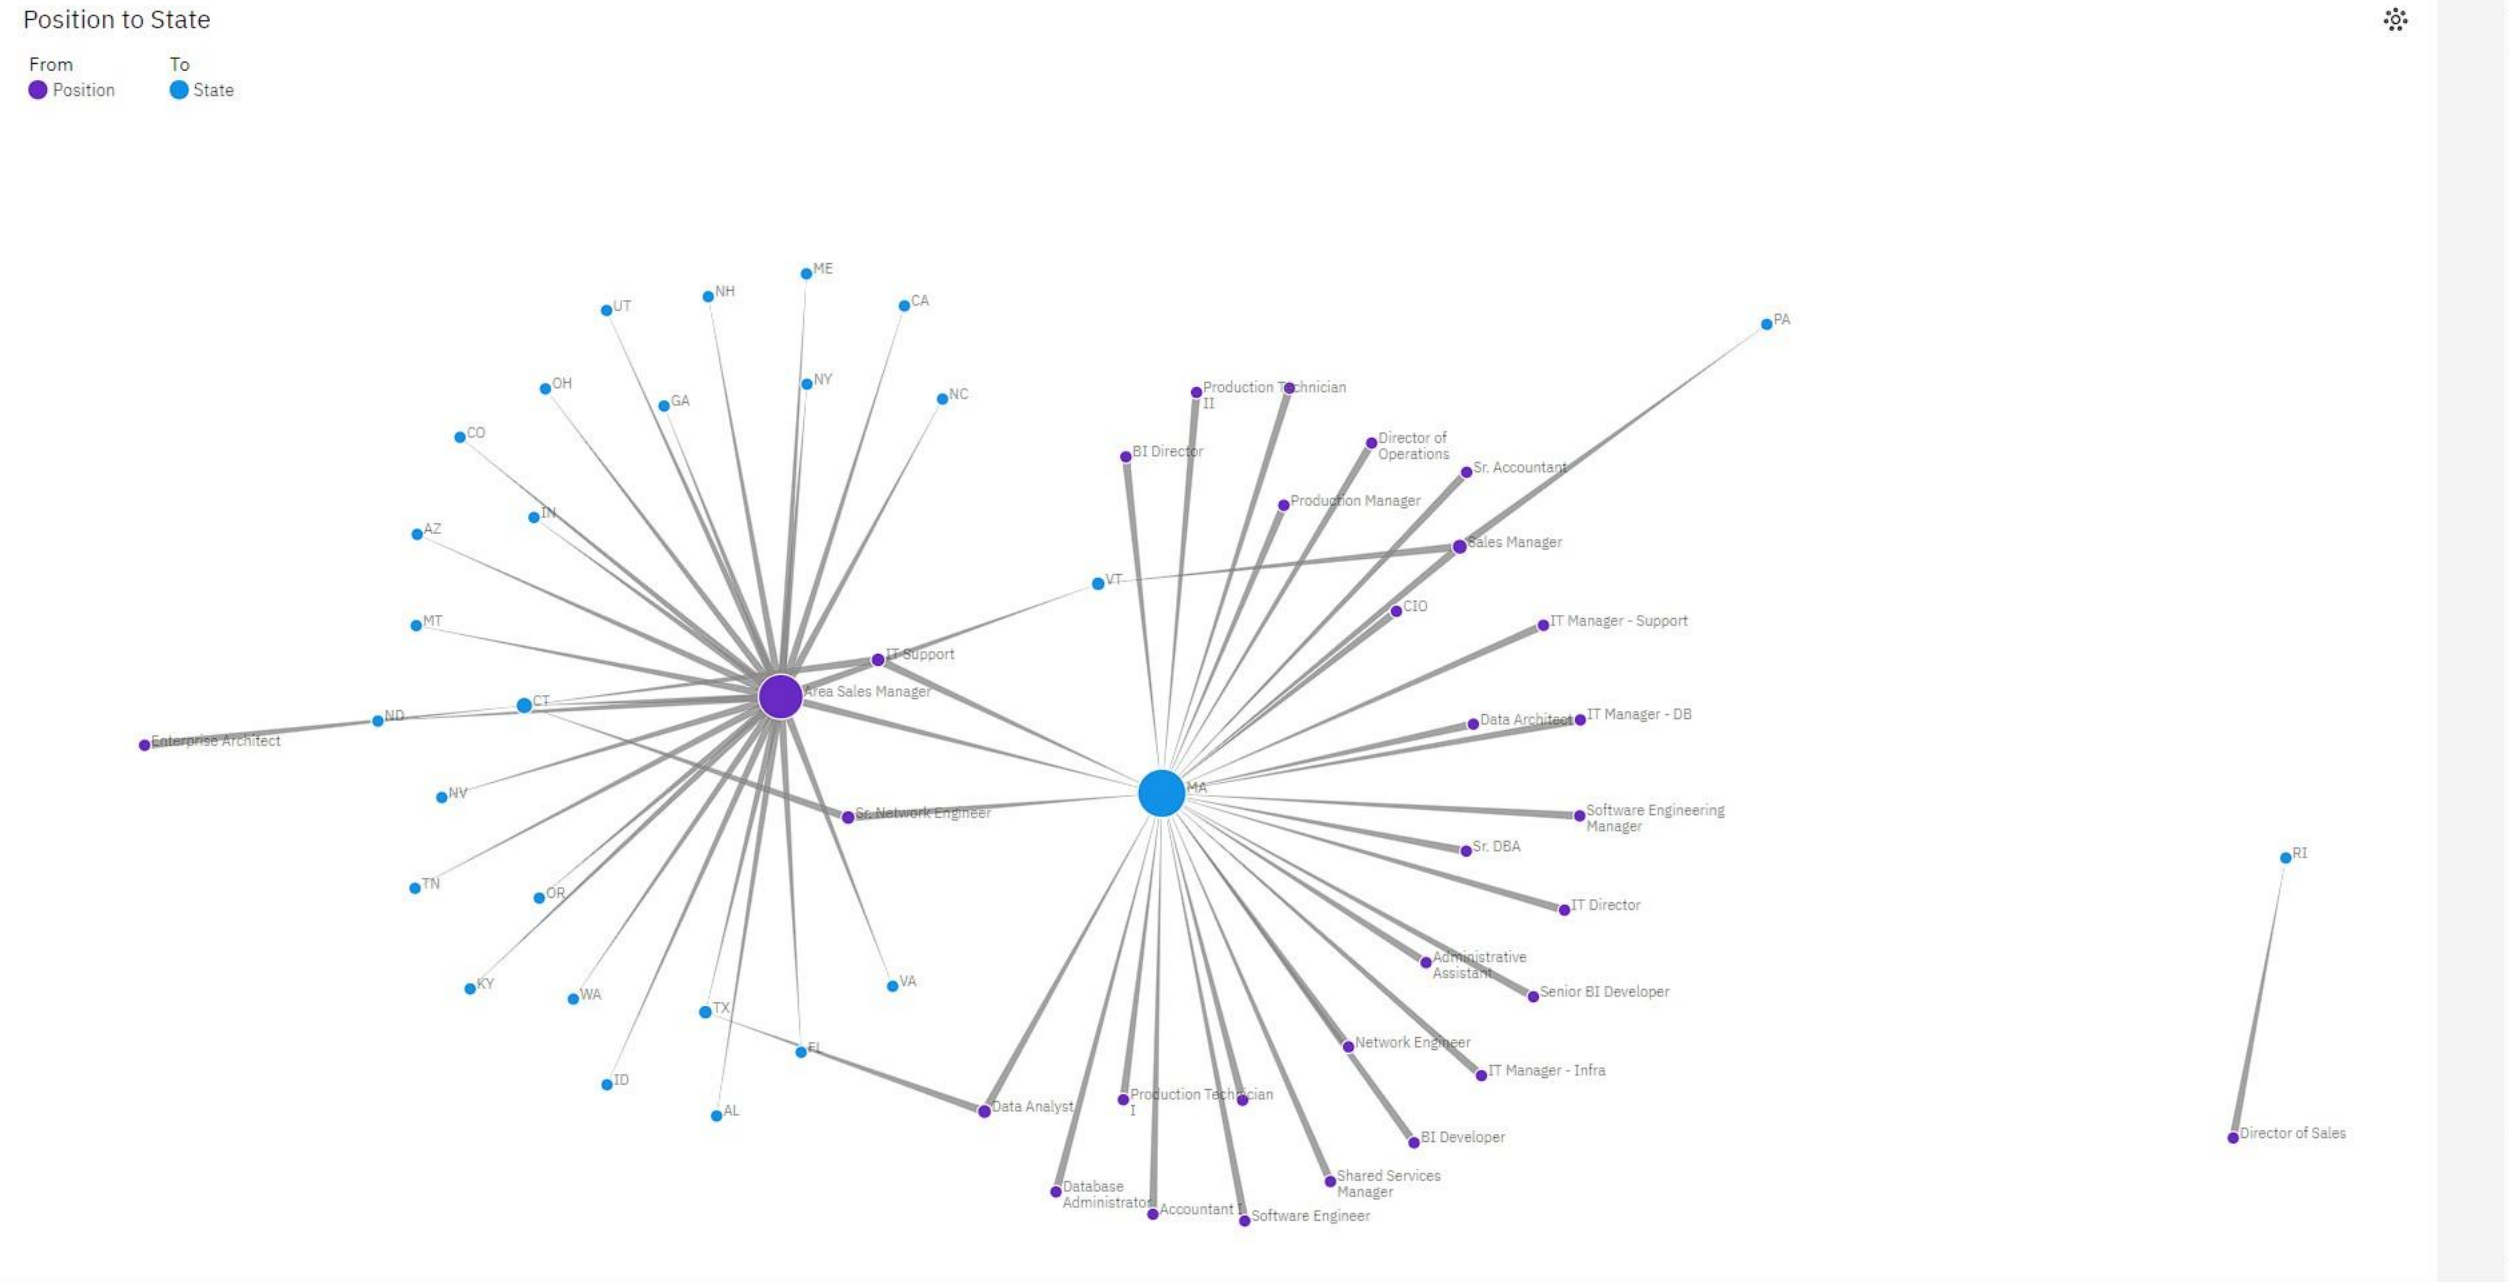 Position to State
From
To
Position
State
ME
NH
CA
UT
PA
NY
OH
Production Technician
II
NC
GA
CO
Director of
Operations
BI Director
Sr. Accountant
Production Manager
IN
AZ
Sales Manager
VT
CIO
MT
IT Manager - Support
IT Support
Area Sales Manager
CT
ND
Data Architect
IT Manager - DB
Enterprise Architect
MA
NV
Sr. Network Engineer
Software Engineering
Manager
Sr. DBA
RI
TN
OR
IT Director
Administrative
Assistant
VA
KY
WA
Senior BI Developer
TX
Network Engineer
FL
IT Manager - Infra
ID
Production Technician
I
Data Analyst
AL
Director of Sales
BI Developer
Shared Services
Manager
Database
Administrator
Accountant I
Software Engineer